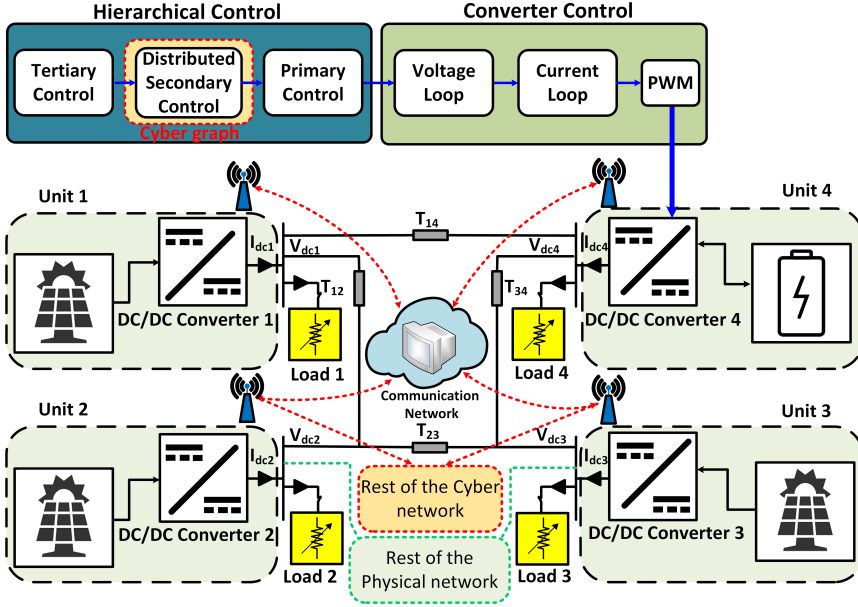 Hierarchical Control
Converter Control
Tertiary
Control
Distributed
Secondary
Control
Primary
Control
Voltage
Loop
Current
Loop
PWM
Cyber graph
Unit 1
Unit 4
T14
Idc1
Vdc1
Vdc4
Idc4
T12
T34
DC/DC Converter 1
DC/DC Converter 4
Load 1
Load 4
Communication
Network
Unit 2
Unit 3
T23
Idc2
Vdc2
Vdc3
Idc3
Rest of the Cyber
network
DC/DC Converter 2
DC/DC Converter 3
Rest of the
Physical network
Load 2
Load 3